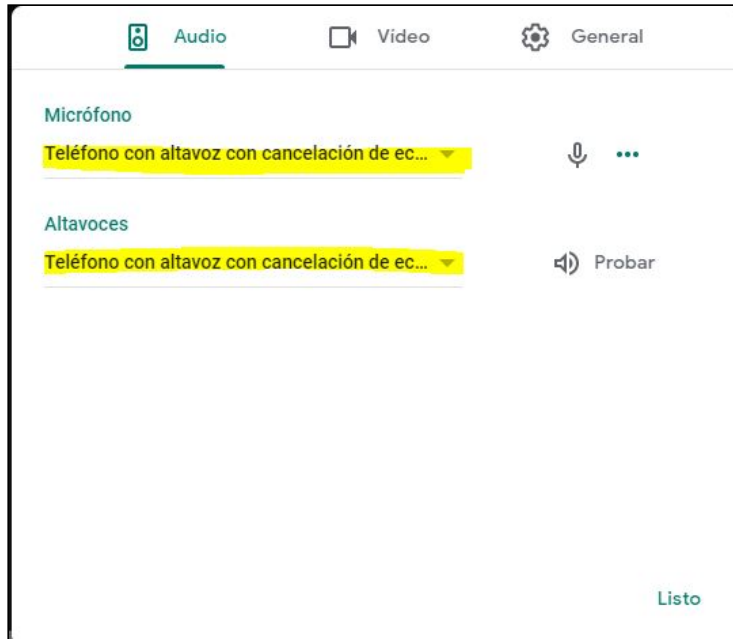 Audio Vídeo General
Micrófono
Teléfono con altavoz con cancelación de ec...
Altavoces
Teléfono con altavoz con cancelación de ec...
Probar
Listo